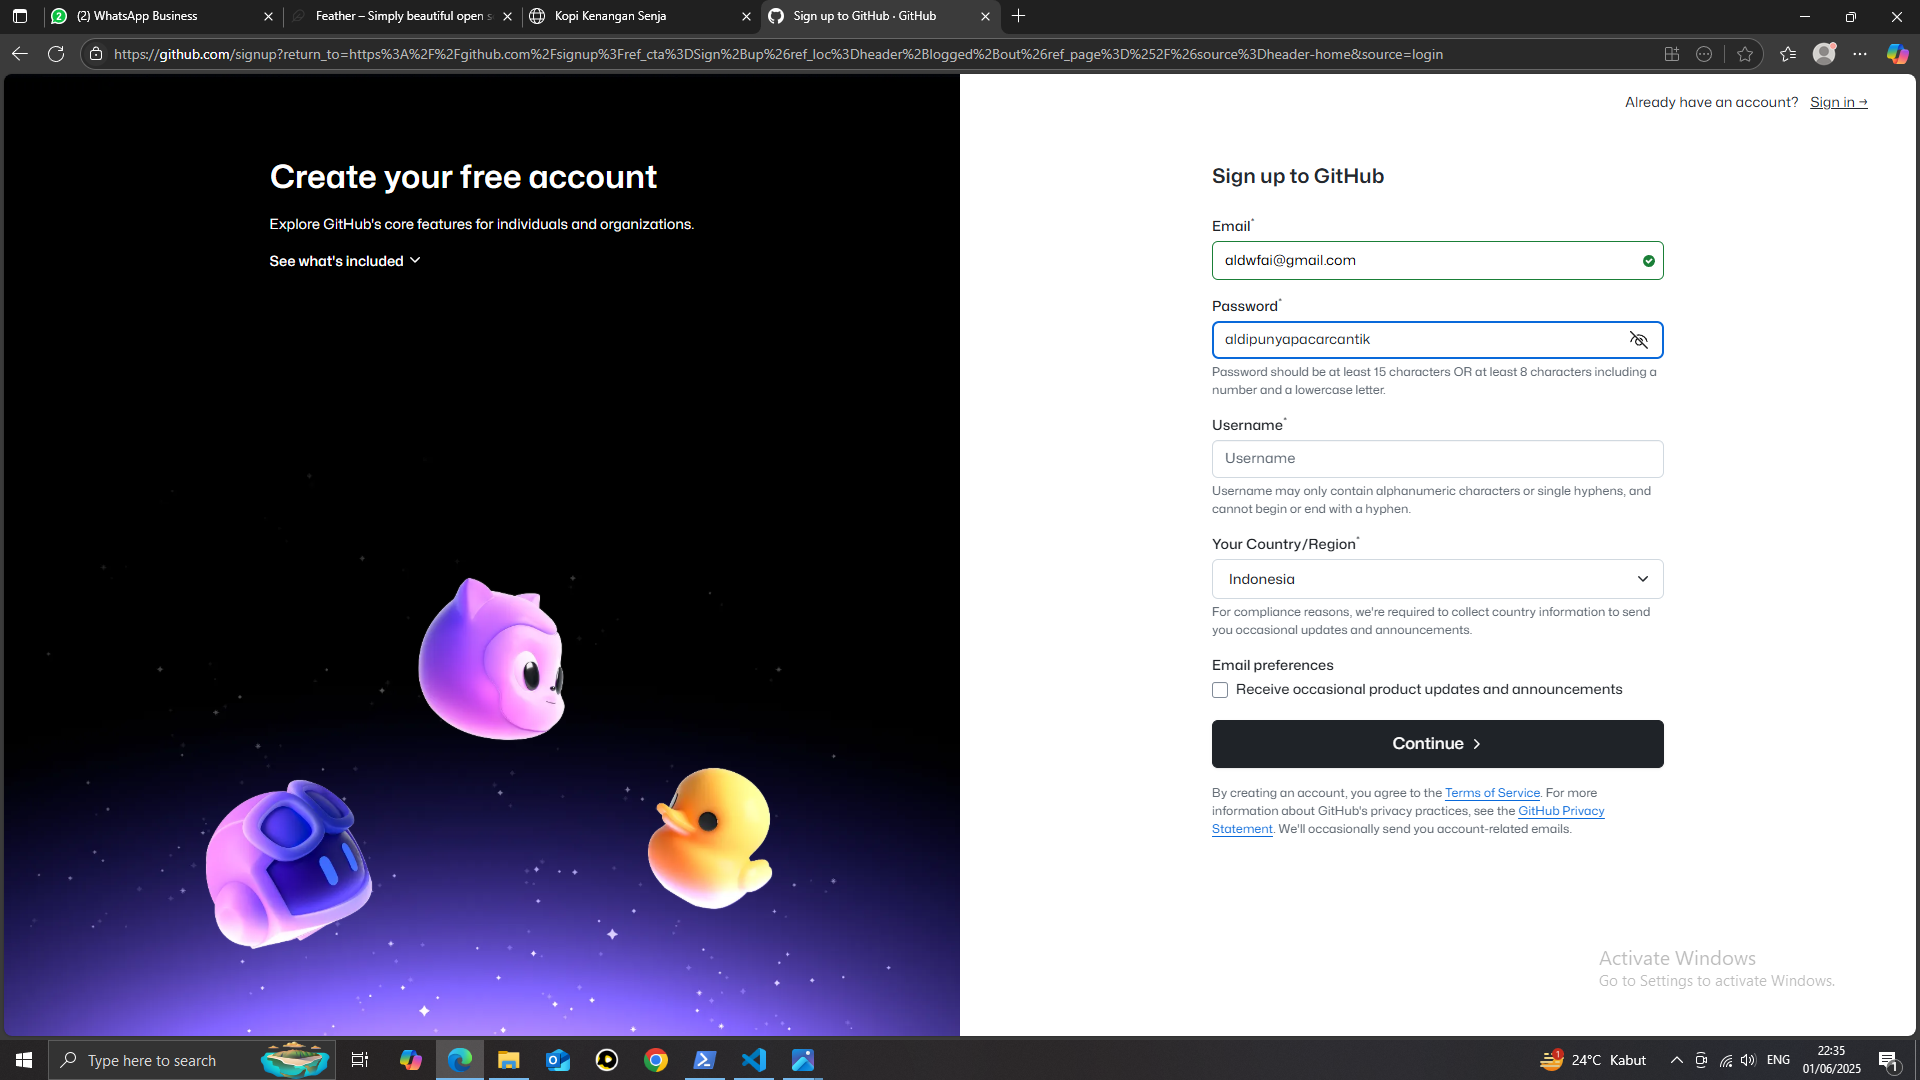 (2) WhatsApp Business
Feather – Simply beautiful open s
Kopi Kenangan Senja
Sign up to GitHub · GitHub
https://github.com/signup?return_to=https%3A%2F%2Fgithub.com%2Fsignup%3Fref_cta%3DSign%2Bup%26ref_loc%3Dheader%2Blogged%2Bout%26ref_page%3D%252F%26source%3Dheader-home&source=login
Already have an account? Sign in →
Create your free account
Explore GitHub's core features for individuals and organizations.
See what's included
Sign up to GitHub
Email*
aldwfai@gmail.com
Password*
aldipunyapacarcantik
Password should be at least 15 characters OR at least 8 characters including a
number and a lowercase letter.
Username*
Username
Username may only contain alphanumeric characters or single hyphens, and
cannot begin or end with a hyphen.
Your Country/Region*
Indonesia
For compliance reasons, we're required to collect country information to send
you occasional updates and announcements.
Email preferences
Receive occasional product updates and announcements
Continue
By creating an account, you agree to the Terms of Service. For more
information about GitHub's privacy practices, see the GitHub Privacy
Statement. We'll occasionally send you account-related emails.
Activate Windows
Go to Settings to activate Windows.
Type here to search
1
24°C Kabut
ENG
22:35
01/06/2025
1